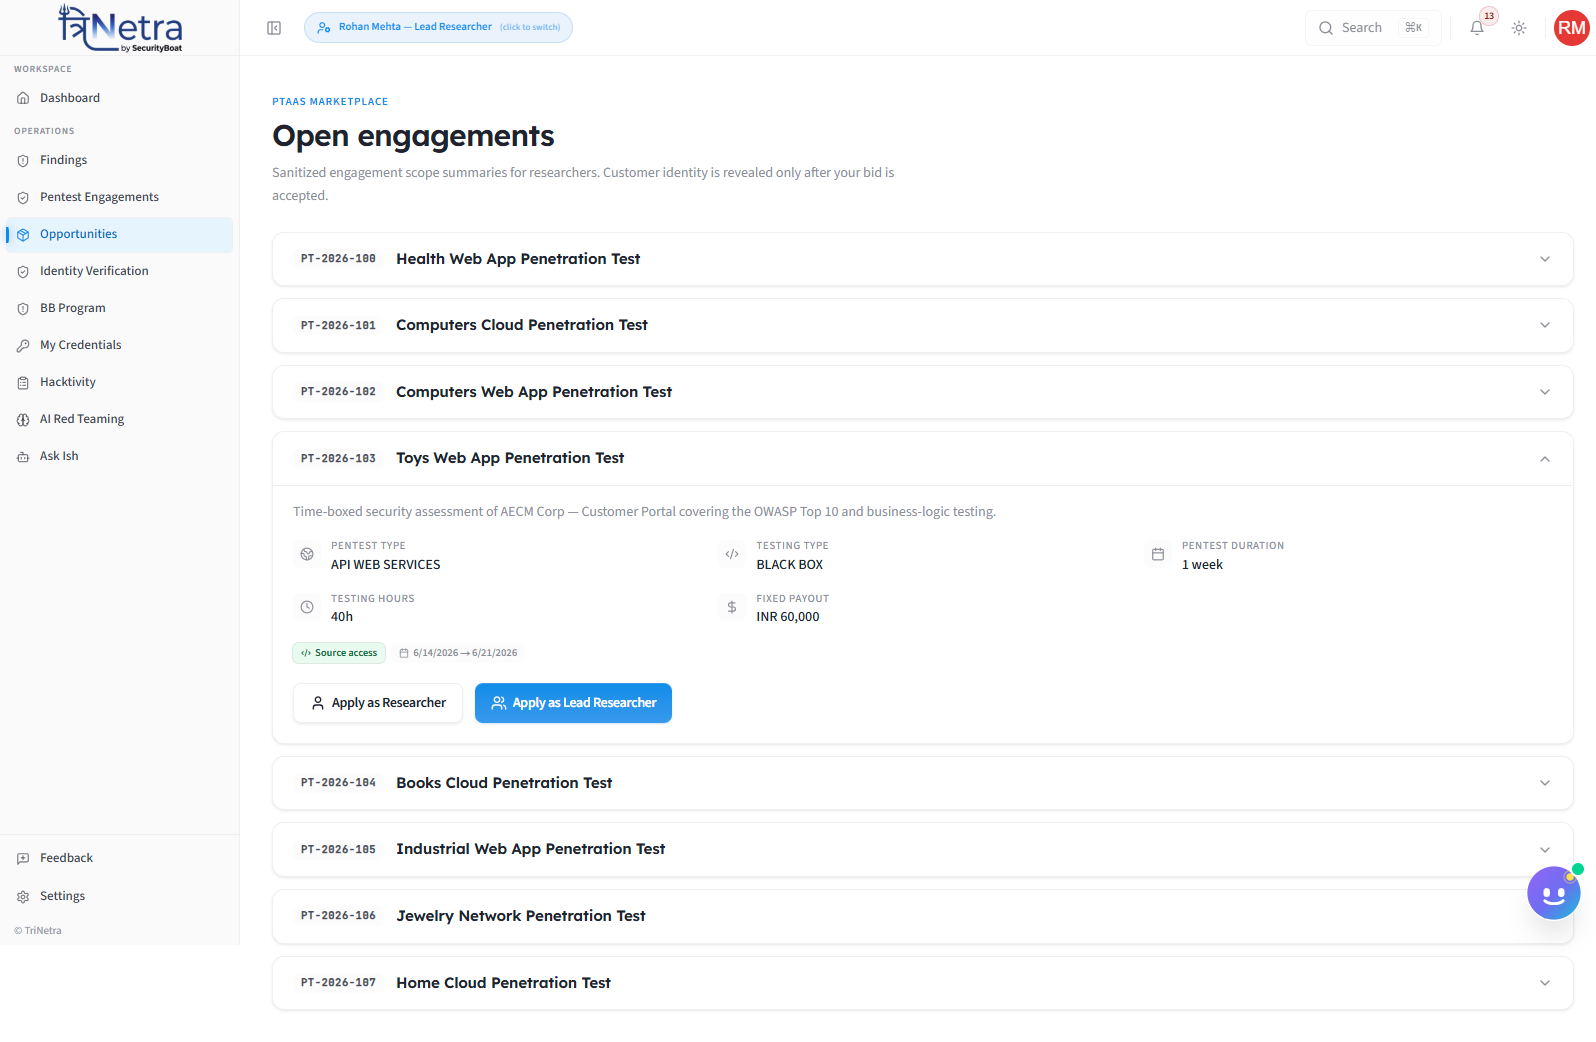 त्रिNetra
by SecurityBoat
Rohan Mehta — Lead Researcher (click to switch)
Search ⌘K
13
RM
WORKSPACE
Dashboard
OPERATIONS
Findings
Pentest Engagements
Opportunities
Identity Verification
BB Program
My Credentials
Hacktivity
AI Red Teaming
Ask Ish
Feedback
Settings
© TriNetra
PTAAS MARKETPLACE
Open engagements
Sanitized engagement scope summaries for researchers. Customer identity is revealed only after your bid is
accepted.
PT-2026-100 Health Web App Penetration Test
PT-2026-101 Computers Cloud Penetration Test
PT-2026-102 Computers Web App Penetration Test
PT-2026-103 Toys Web App Penetration Test
Time-boxed security assessment of AECM Corp — Customer Portal covering the OWASP Top 10 and business-logic testing.
PENTEST TYPE
API WEB SERVICES
TESTING TYPE
BLACK BOX
PENTEST DURATION
1 week
TESTING HOURS
40h
FIXED PAYOUT
INR 60,000
Source access 6/14/2026 → 6/21/2026
Apply as Researcher Apply as Lead Researcher
PT-2026-104 Books Cloud Penetration Test
PT-2026-105 Industrial Web App Penetration Test
PT-2026-106 Jewelry Network Penetration Test
PT-2026-107 Home Cloud Penetration Test